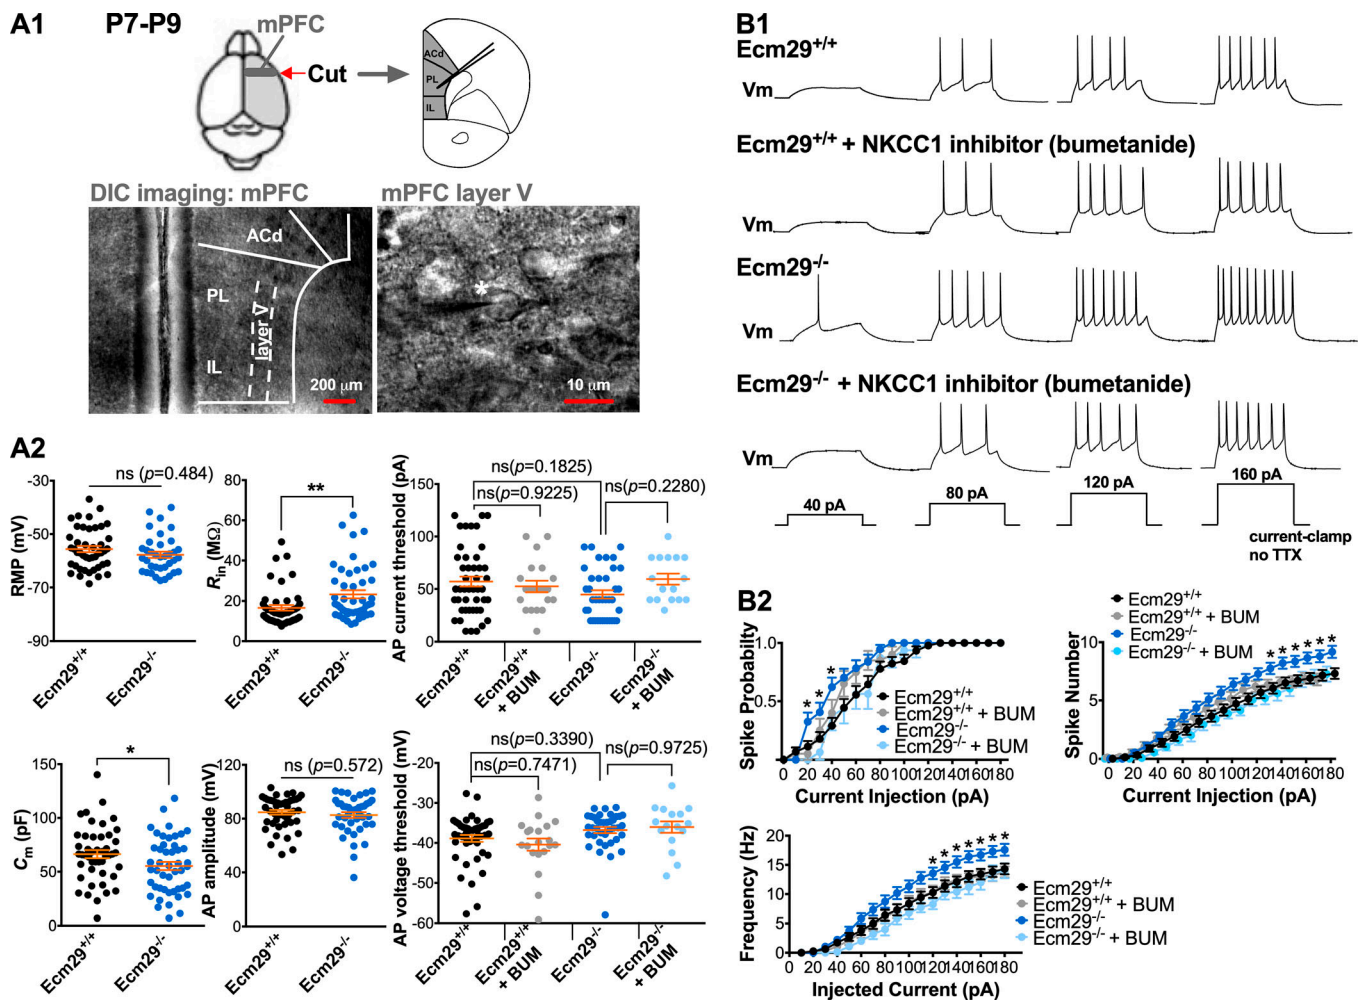 A1
P7-P9
mPFC
Cut
ACd
PL
IL
DIC imaging: mPFC
mPFC layer V
ACd
PL
IL
layer V
200 µm
*
10 µm
B1
Ecm29+/+
Vm
Ecm29+/+ + NKCC1 inhibitor (bumetanide)
Vm
Ecm29-/-
Vm
Ecm29-/- + NKCC1 inhibitor (bumetanide)
Vm
40 pA
80 pA
120 pA
160 pA
current-clamp
no TTX
A2
ns (p=0.484)
-30
-50
-70
-90
RMP (mV)
Ecm29+/+
Ecm29-/-
**
80
60
40
20
0
Rin (MΩ)
Ecm29+/+
Ecm29-/-
ns(p=0.1825)
ns(p=0.9225)
ns(p=0.2280)
150
100
50
0
AP current threshold (pA)
Ecm29+/+
Ecm29+/+
+ BUM
Ecm29-/-
Ecm29-/-
+ BUM
*
150
100
50
0
Cm (pF)
Ecm29+/+
Ecm29-/-
ns (p=0.572)
120
80
40
0
AP amplitude (mV)
Ecm29+/+
Ecm29-/-
ns(p=0.3390)
ns(p=0.7471)
ns(p=0.9725)
-20
-30
-40
-50
-60
AP voltage threshold (mV)
Ecm29+/+
Ecm29+/+
+ BUM
Ecm29-/-
Ecm29-/-
+ BUM
B2
1.0
0.5
Spike Probability
* * *
Ecm29+/+
Ecm29+/+ + BUM
Ecm29-/-
Ecm29-/- + BUM
0 20 40 60 80 100 120 140 160 180
Current Injection (pA)
Ecm29+/+
Ecm29+/+ + BUM
Ecm29-/-
Ecm29-/- + BUM
* * * * * *
15
10
5
0
Spike Number
0 20 40 60 80 100 120 140 160 180
Current Injection (pA)
* * * * * * *
20
15
10
5
0
Frequency (Hz)
Ecm29+/+
Ecm29+/+ + BUM
Ecm29-/-
Ecm29-/- + BUM
0 20 40 60 80 100 120 140 160 180
Injected Current (pA)